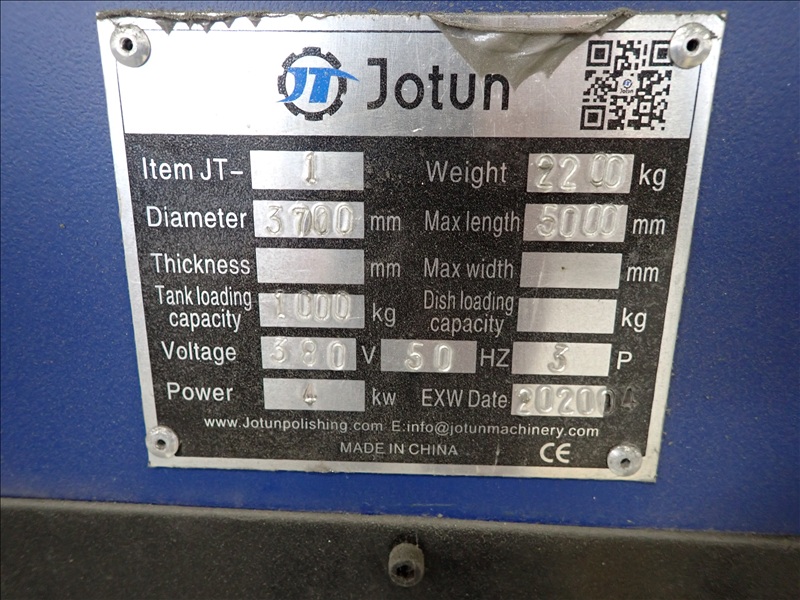 JT Jotun
Jotun
Item JT- 1 Weight 2200 kg
Diameter 3700 mm Max length 5000 mm
Thickness mm Max width mm
Tank loading capacity 1000 kg Dish loading capacity kg
Voltage 380 V 50 HZ 3 P
Power 4 kw EXW Date 202004
www.Jotunpolishing.com E:info@jotunmachinery.com
MADE IN CHINA CE